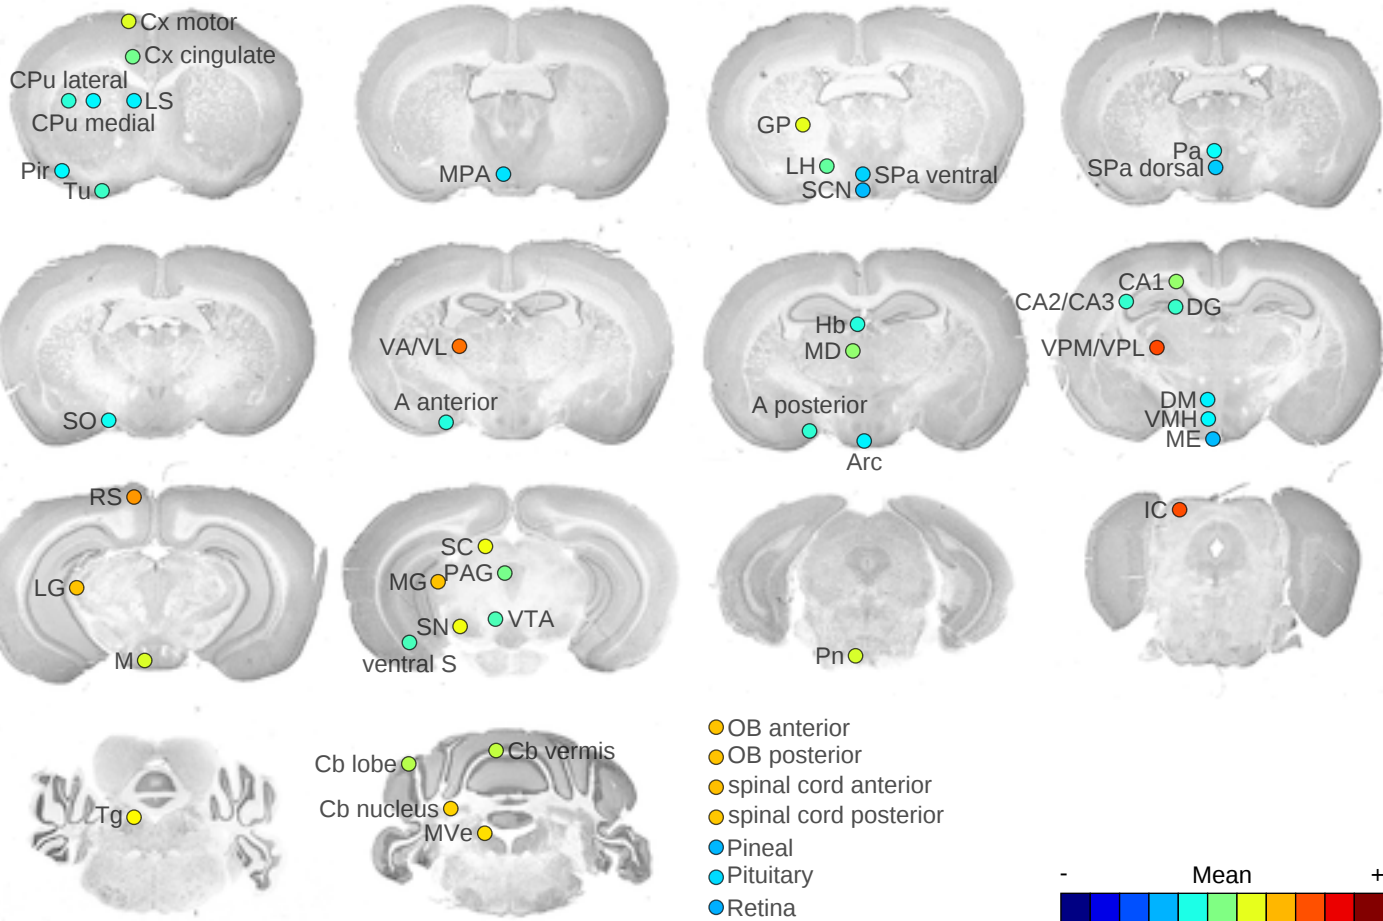 Cx motor
Cx cingulate
CPu lateral
LS
CPu medial
Pir
Tu
MPA
GP
LH
SPa ventral
SCN
Pa
SPa dorsal
SO
VA/VL
A anterior
Hb
MD
A posterior
Arc
CA1
CA2/CA3
DG
VPM/VPL
DM
VMH
ME
RS
LG
M
SC
PAG
MG
SN
VTA
ventral S
Pn
IC
Tg
Cb lobe
Cb vermis
Cb nucleus
MVe
OB anterior
OB posterior
spinal cord anterior
spinal cord posterior
Pineal
Pituitary
Retina
- Mean +